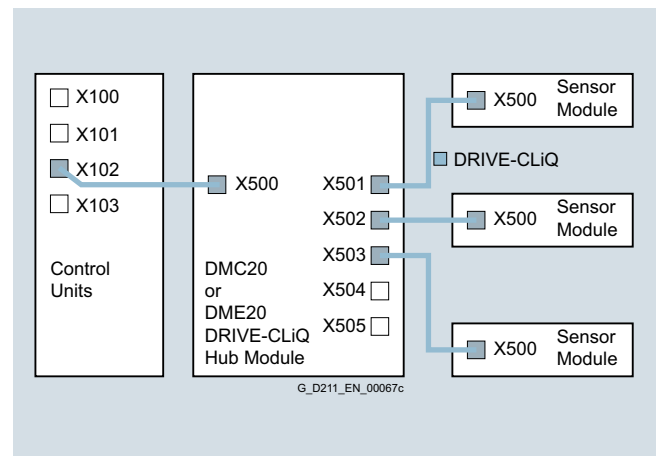 X100
X101
X102
X103
Control
Units
X500
X501
X502
X503
X504
X505
DMC20
or
DME20
DRIVE-CLiQ
Hub Module
X500
Sensor
Module
DRIVE-CLiQ
X500
Sensor
Module
X500
Sensor
Module
G_D211_EN_00067c